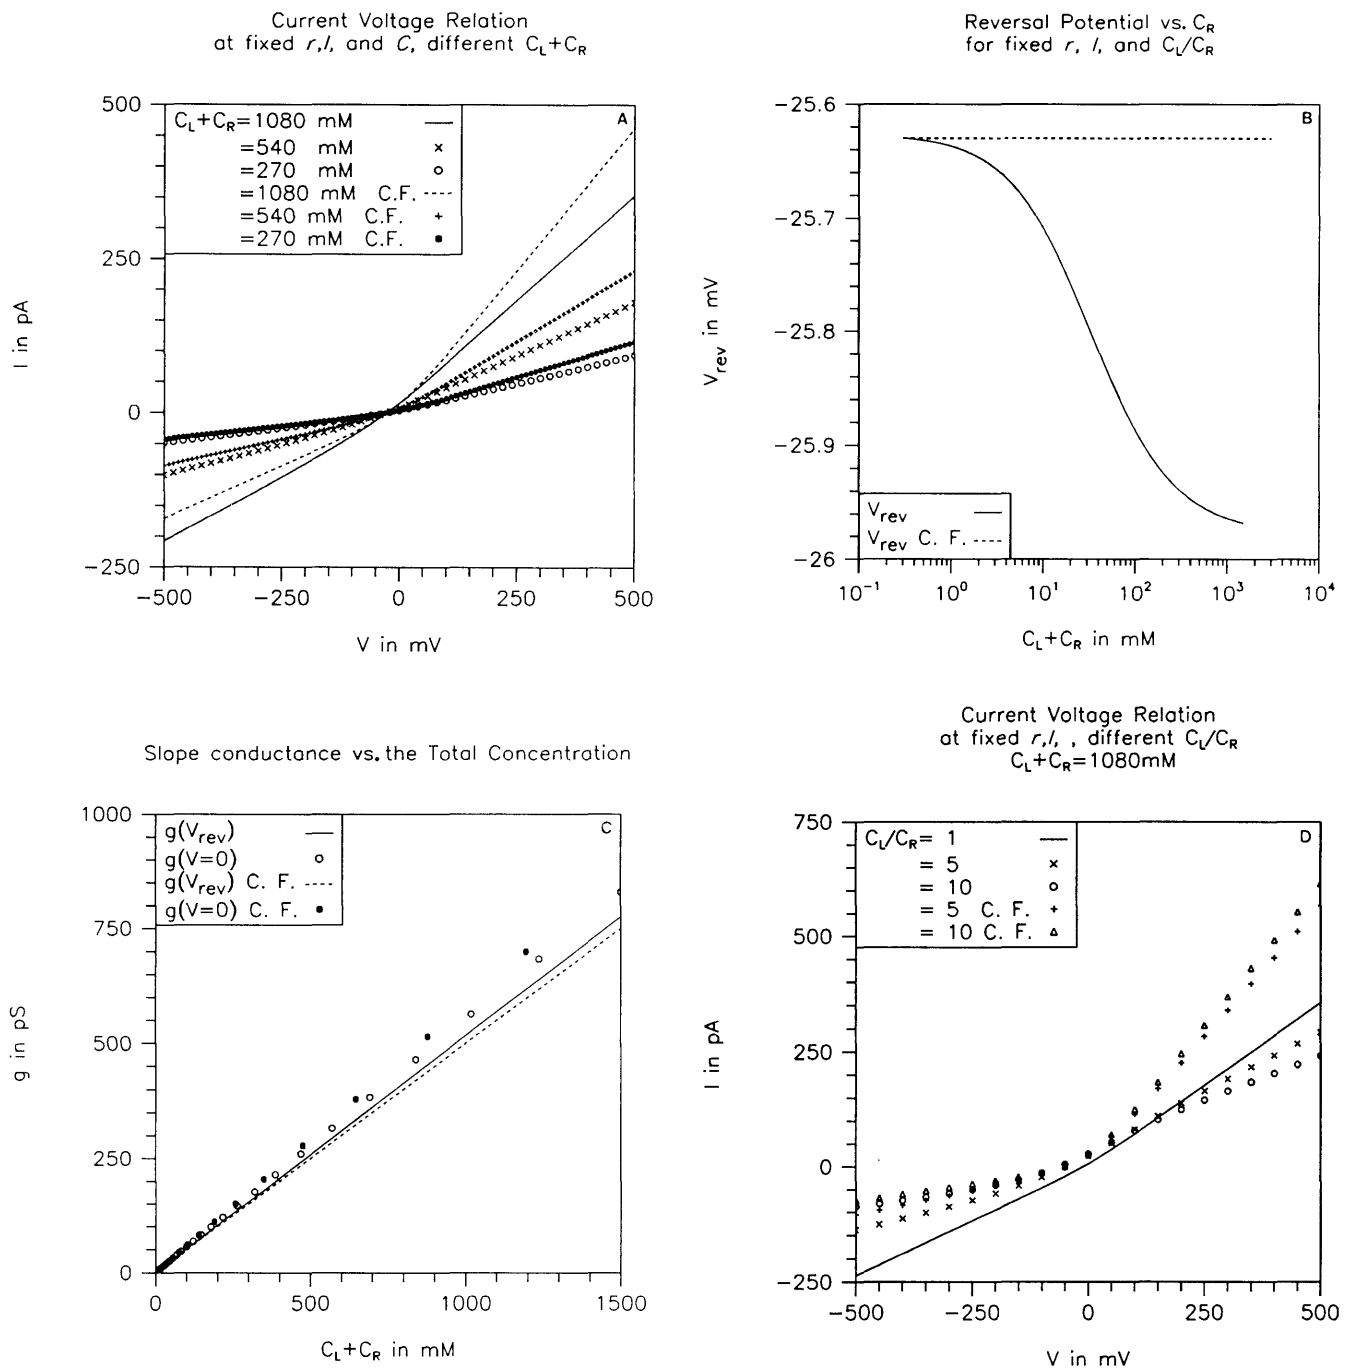 Current Voltage Relation
at fixed r,l, and C, different C_L+C_R
A
C_L+C_R=1080 mM
=540 mM
=270 mM
=1080 mM C.F.
=540 mM C.F.
=270 mM C.F.
500
250
0
-250
I in pA
-500 -250 0 250 500
V in mV
Reversal Potential vs. C_R
for fixed r, l, and C_L/C_R
B
-25.6
-25.7
-25.8
-25.9
-26
V_rev in mV
V_rev
V_rev C. F.
10^-1 10^0 10^1 10^2 10^3 10^4
C_L+C_R in mM
Slope conductance vs. the Total Concentration
C
g(V_rev)
g(V=0)
g(V_rev) C. F.
g(V=0) C. F.
1000
750
500
250
0
g in pS
0 500 1000 1500
C_L+C_R in mM
Current Voltage Relation
at fixed r,l, , different C_L/C_R
C_L+C_R=1080mM
D
C_L/C_R= 1
= 5
= 10
= 5 C. F.
= 10 C. F.
750
500
250
0
-250
I in pA
-500 -250 0 250 500
V in mV